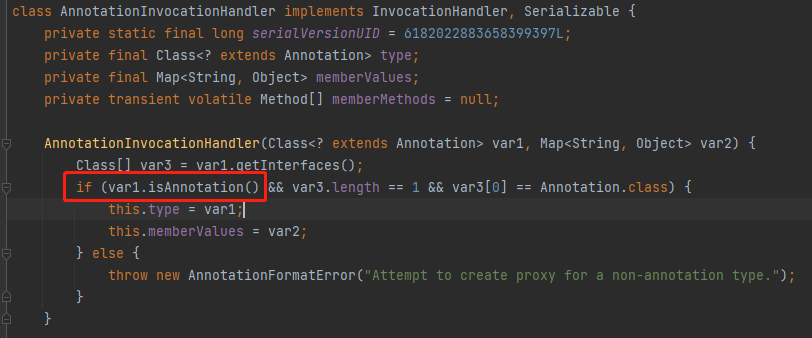 class AnnotationInvocationHandler implements InvocationHandler, Serializable {
    private static final long serialVersionUID = 6182022883658399397L;
    private final Class<? extends Annotation> type;
    private final Map<String, Object> memberValues;
    private transient volatile Method[] memberMethods = null;

    AnnotationInvocationHandler(Class<? extends Annotation> var1, Map<String, Object> var2) {
        Class[] var3 = var1.getInterfaces();
        if (var1.isAnnotation() && var3.length == 1 && var3[0] == Annotation.class) {
            this.type = var1;
            this.memberValues = var2;
        } else {
            throw new AnnotationFormatError("Attempt to create proxy for a non-annotation type.");
        }
    }